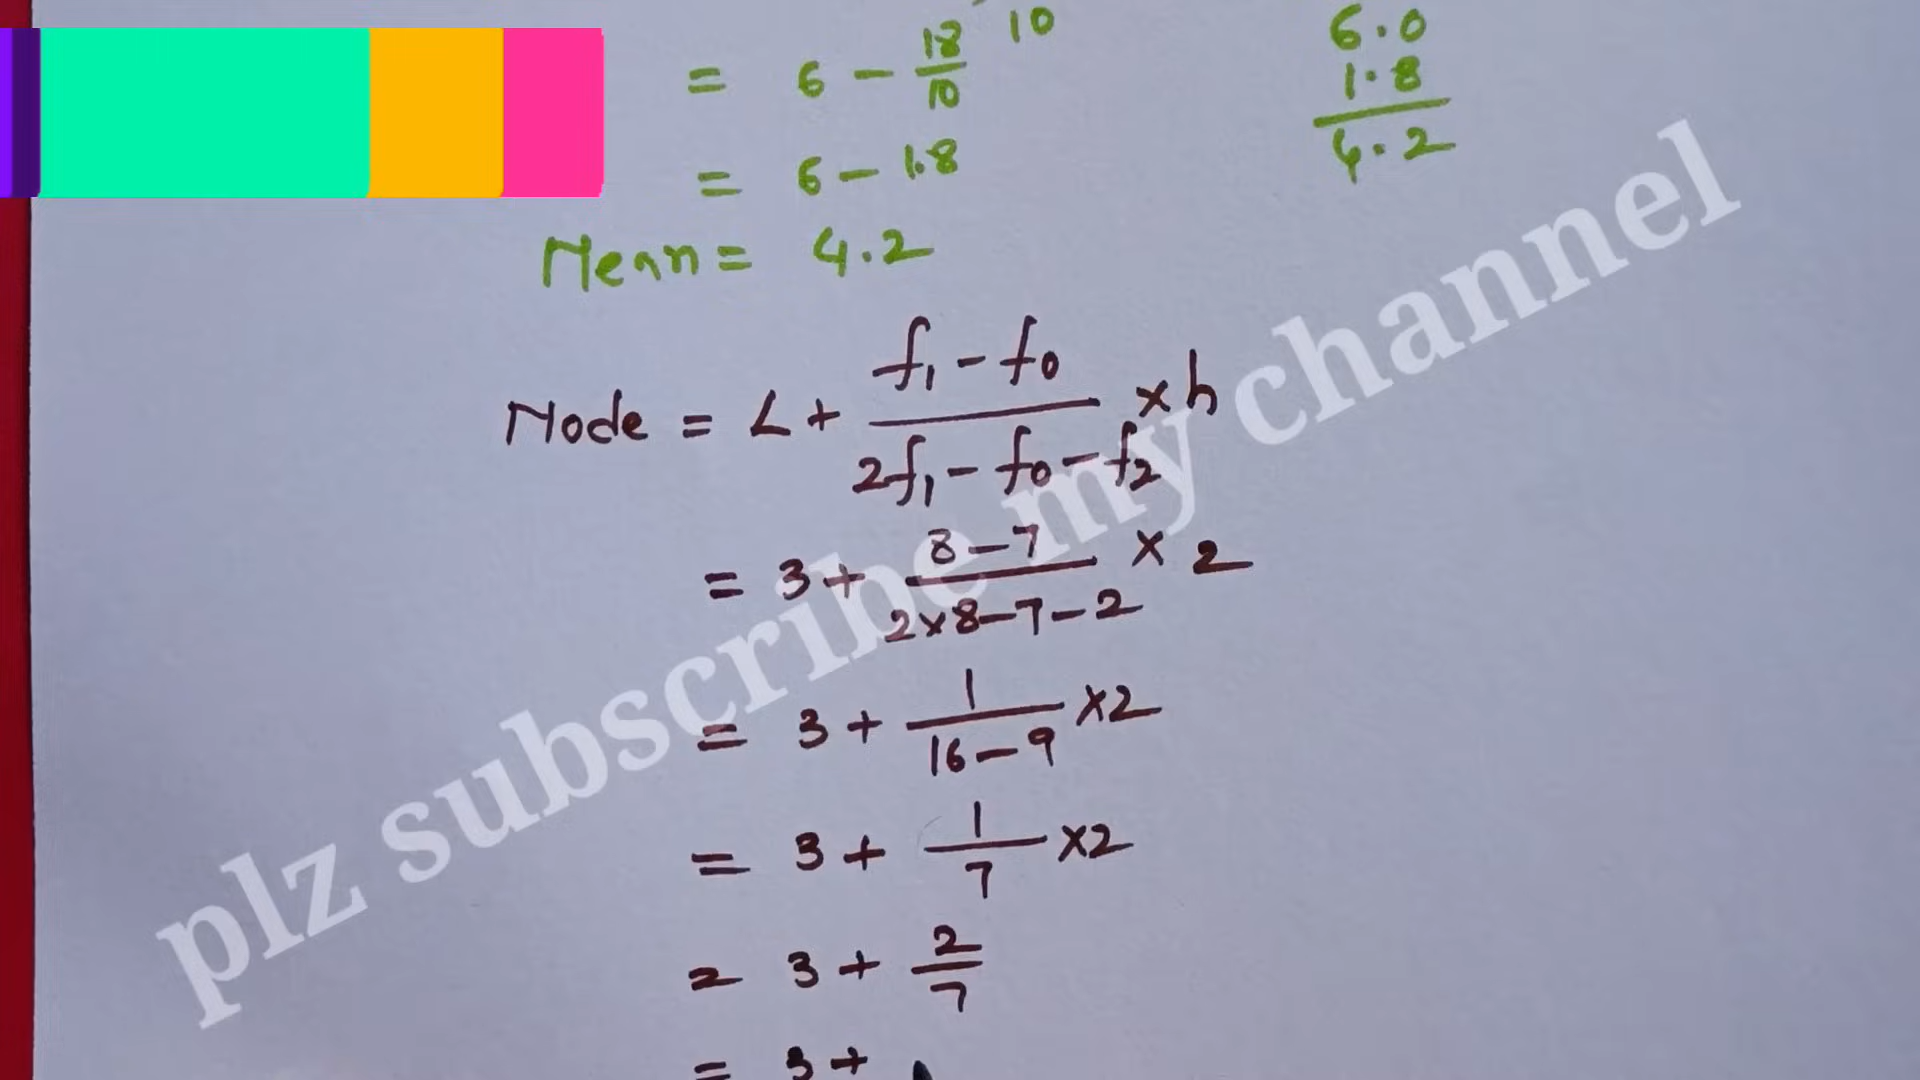 = 6 - 18/10 10
= 6 - 1.8
Mean = 4.2
6.0
1.8
4.2
Mode = L + (f₁ - f₀)/(2f₁ - f₀ - f₂) × h
= 3 + (8 - 7)/(2×8 - 7 - 2) × 2
= 3 + 1/(16 - 9) ×2
= 3 + 1/7 ×2
= 3 + 2/7
= 3 +
plz subscribe my channel